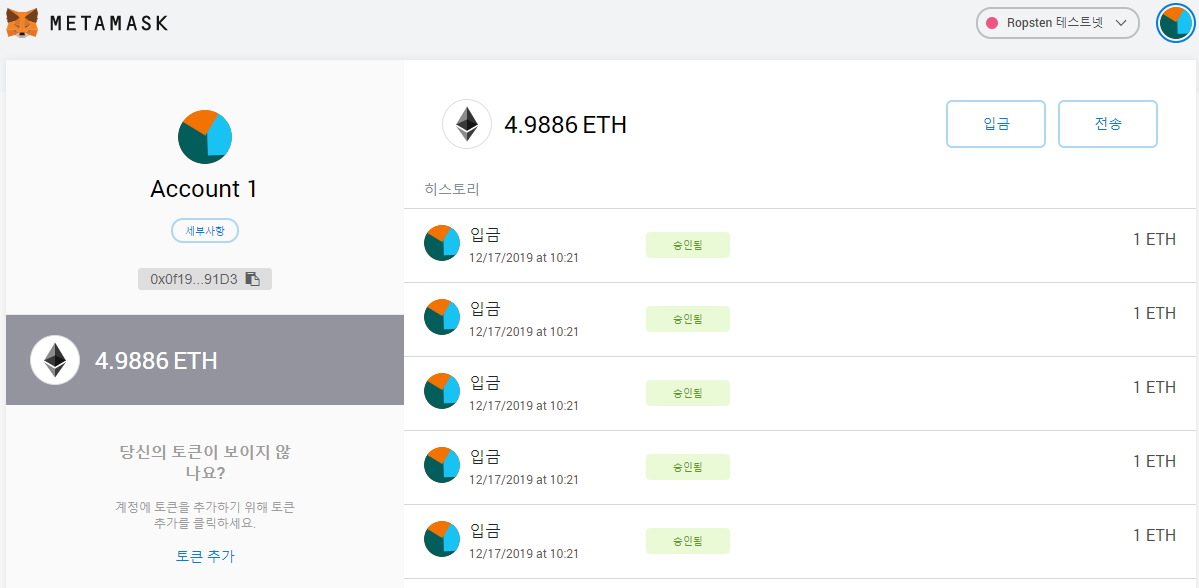 METAMASK
Ropsten 테스트넷
Account 1
세부사항
0x0f19...91D3
4.9886 ETH
당신의 토큰이 보이지 않
나요?
계정에 토큰을 추가하기 위해 토큰
추가를 클릭하세요.
토큰 추가
4.9886 ETH
입금
전송
히스토리
입금
12/17/2019 at 10:21
승인됨
1 ETH
입금
12/17/2019 at 10:21
승인됨
1 ETH
입금
12/17/2019 at 10:21
승인됨
1 ETH
입금
12/17/2019 at 10:21
승인됨
1 ETH
입금
12/17/2019 at 10:21
승인됨
1 ETH